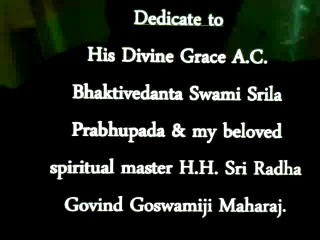 Dedicate to
His Divine Grace A.C.
Bhaktivedanta Swami Srila
Prabhupada & my beloved
spiritual master H.H. Sri Radha
Govind Goswamiji Maharaj.